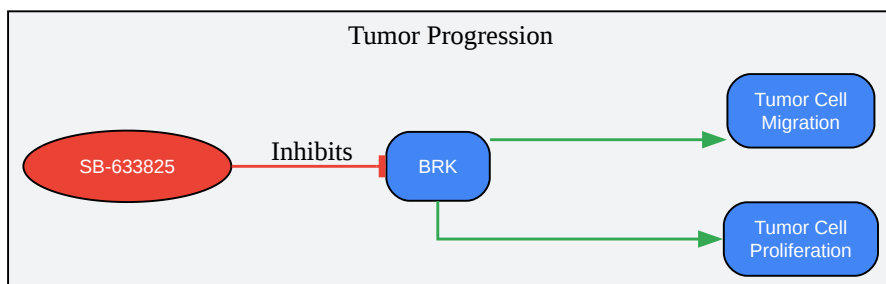 Tumor Progression
SB-633825
Inhibits
BRK
Tumor Cell
Migration
Tumor Cell
Proliferation